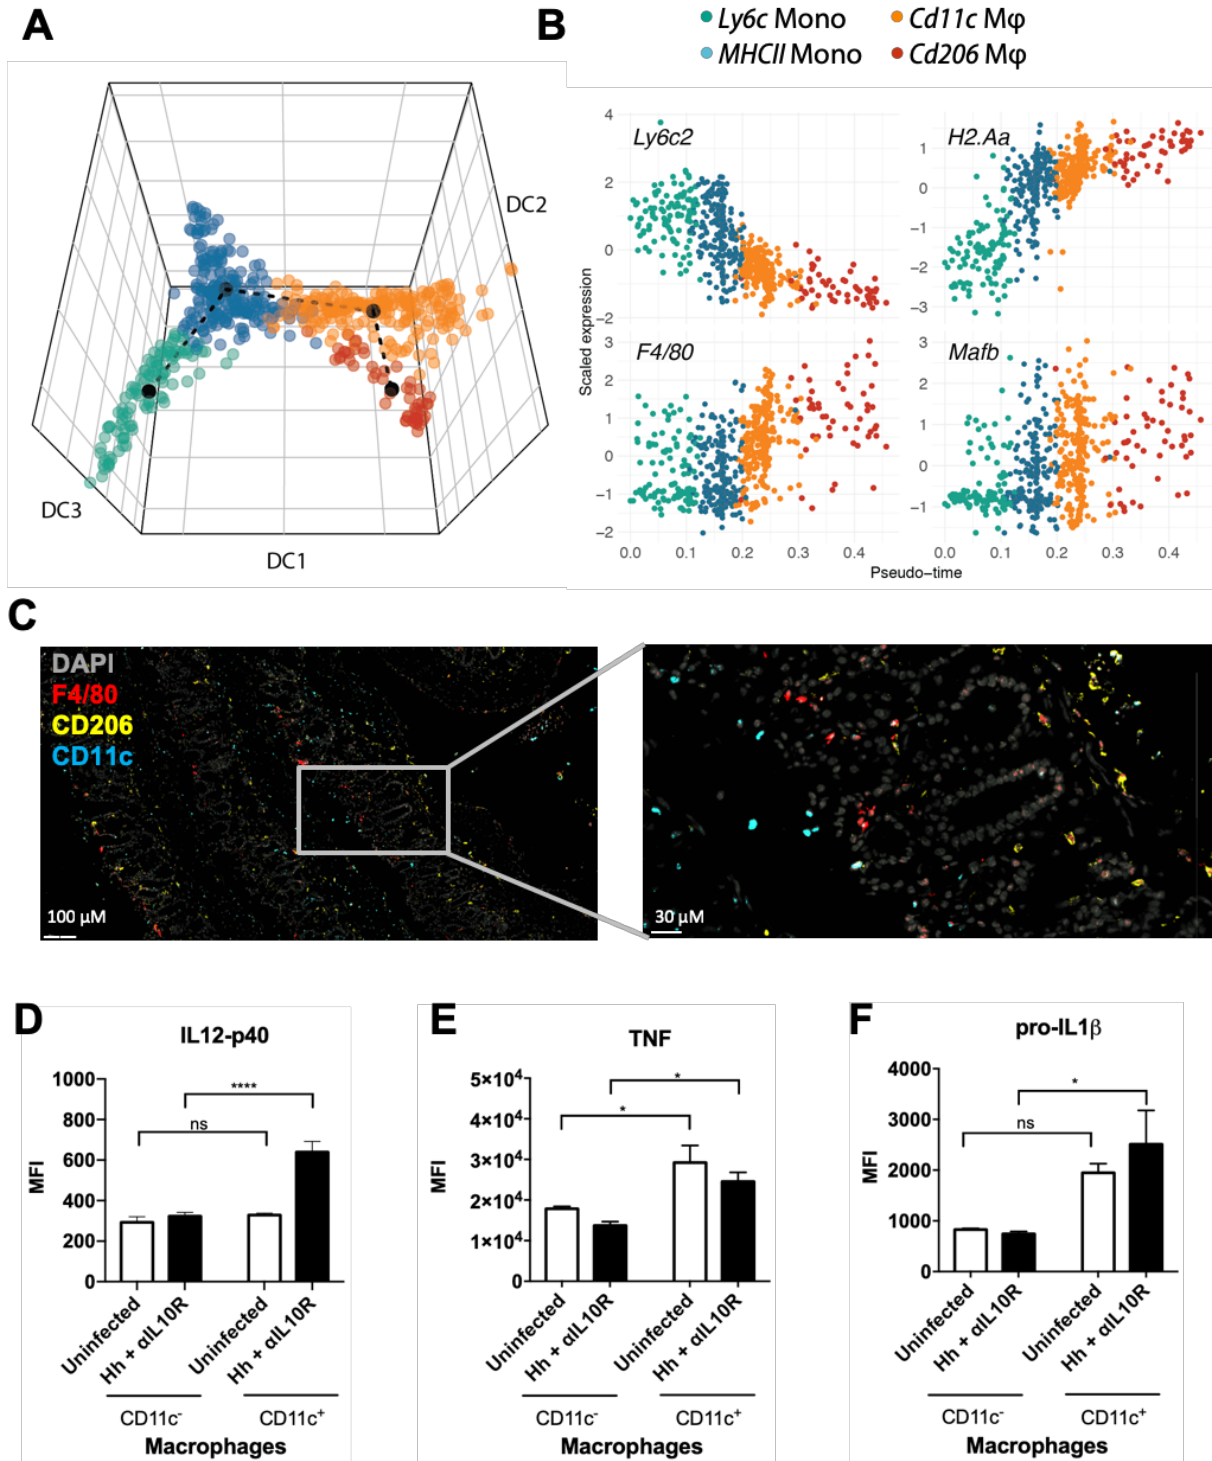 A
DC2
DC3
DC1
B
Ly6c Mono
Cd11c Mφ
MHCII Mono
Cd206 Mφ
Scaled expression
Ly6c2
4
2
0
−2
H2.Aa
1
0
−1
−2
−3
F4/80
3
2
1
0
−1
−2
0.0 0.1 0.2 0.3 0.4
Mafb
3
2
1
0
−1
0.0 0.1 0.2 0.3 0.4
Pseudo−time
C
DAPI
F4/80
CD206
CD11c
100 µM
30 µM
D
IL12-p40
MFI
1000
800
600
400
200
0
****
ns
Uninfected
Hh + αIL10R
Uninfected
Hh + αIL10R
CD11c⁻
CD11c⁺
Macrophages
E
TNF
MFI
5×10⁴
4×10⁴
3×10⁴
2×10⁴
1×10⁴
0
*
*
Uninfected
Hh + αIL10R
Uninfected
Hh + αIL10R
CD11c⁻
CD11c⁺
Macrophages
F
pro-IL1β
MFI
4000
3000
2000
1000
0
*
ns
Uninfected
Hh + αIL10R
Uninfected
Hh + αIL10R
CD11c⁻
CD11c⁺
Macrophages